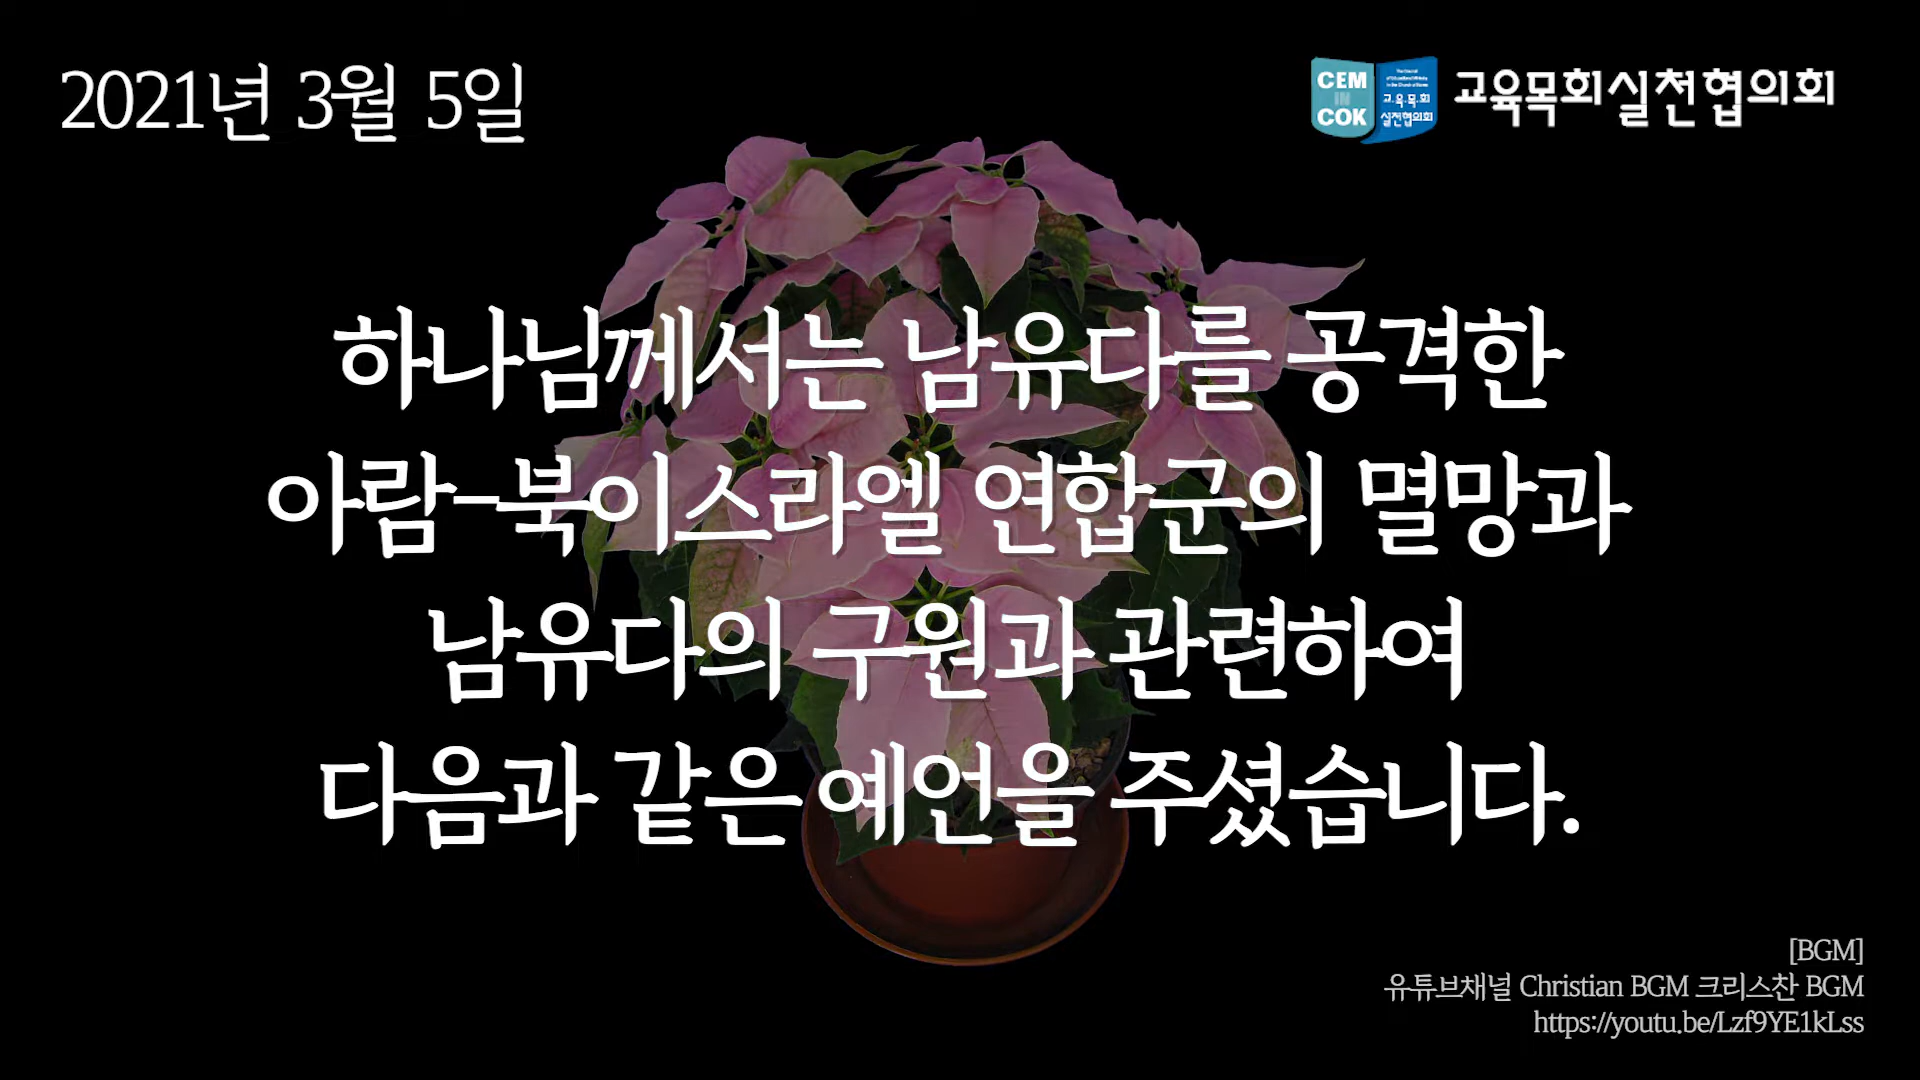 2021년 3월 5일
CEM
IN
COK
교·육·목·회
실천협의회
교육목회실천협의회
하나님께서는 남유다를 공격한
아람-북이스라엘 연합군의 멸망과
남유다의 구원과 관련하여
다음과 같은 예언을 주셨습니다.
[BGM]
유튜브채널 Christian BGM 크리스찬 BGM
https://youtu.be/Lzf9YE1kLss